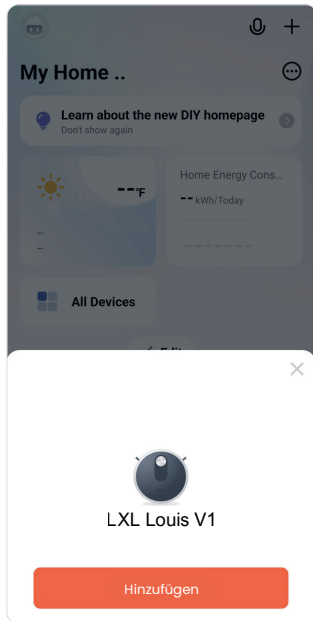 My Home ..
Learn about the new DIY homepage
Don't show again
--°F
--
--
Home Energy Cons...
-- kWh/Today
All Devices
Edit
LXL Louis V1
Hinzufügen